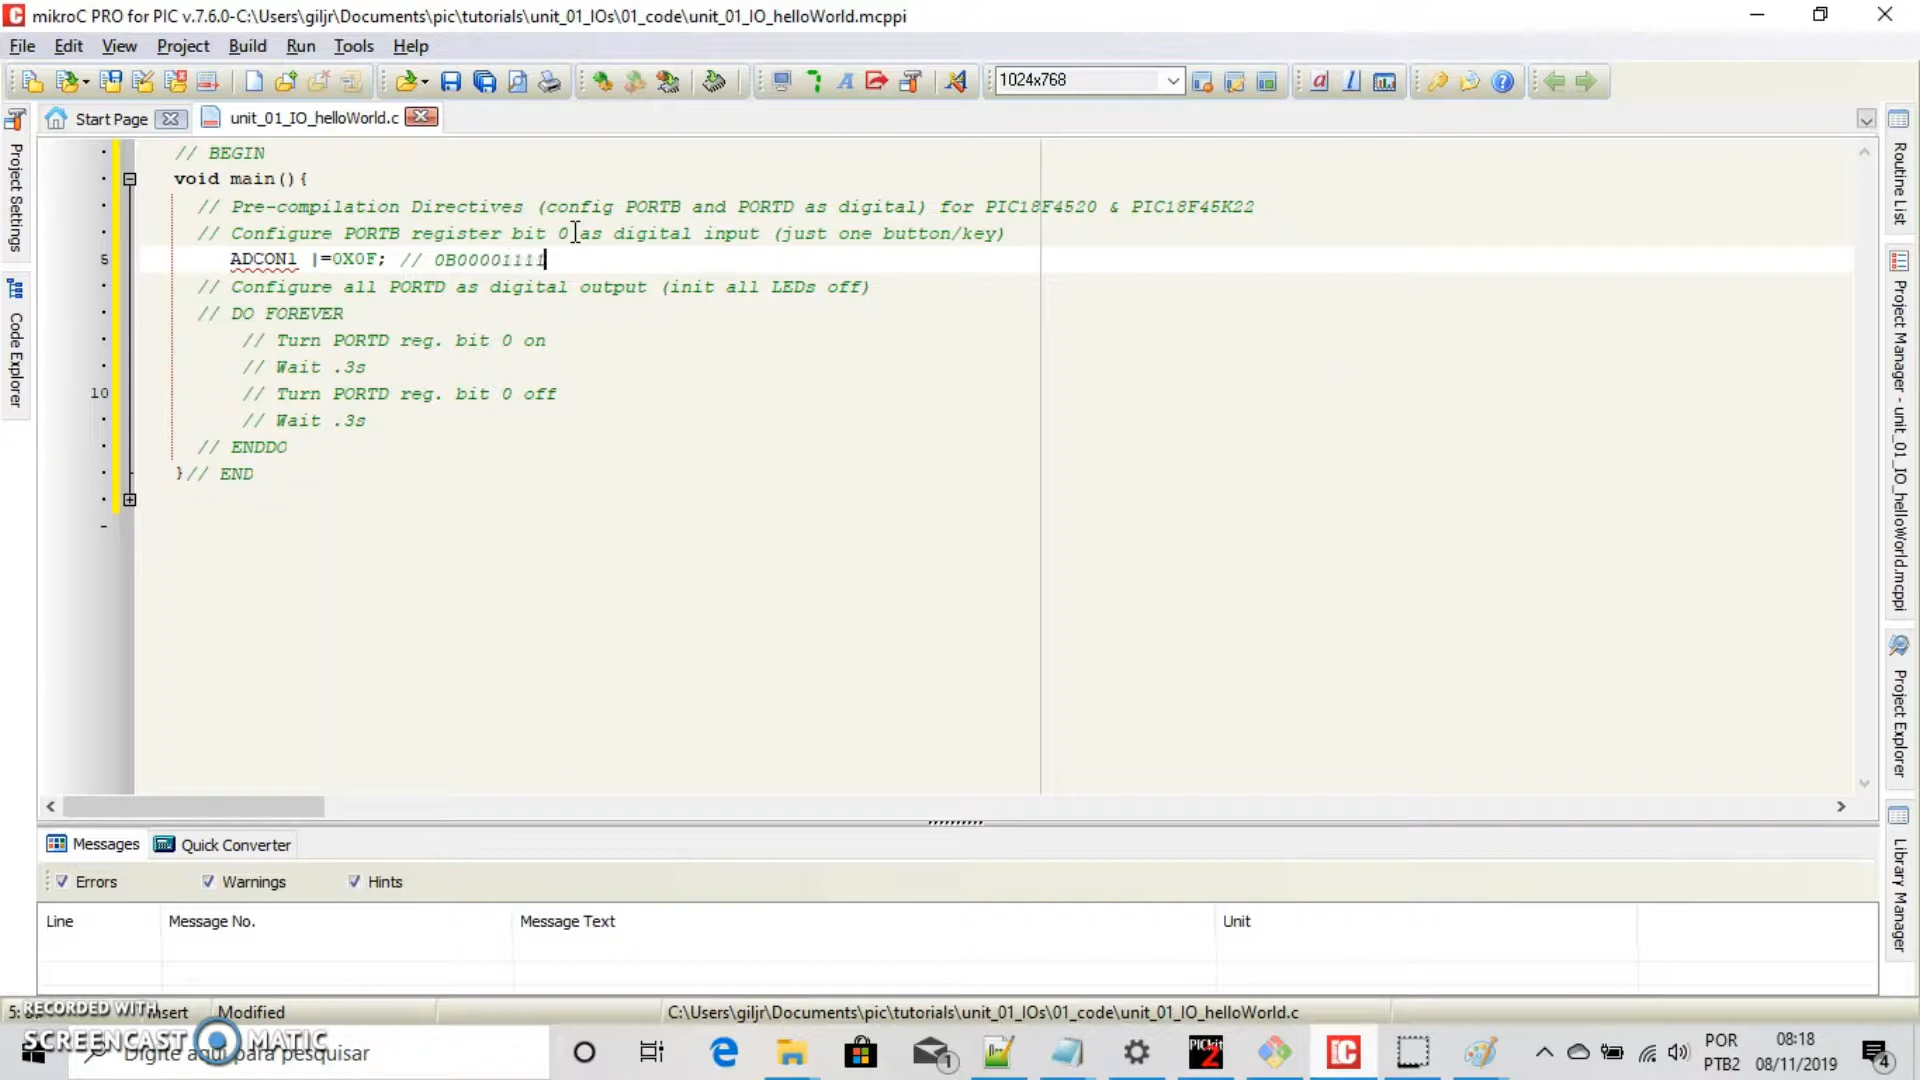 mikroC PRO for PIC v.7.6.0-C:\Users\giljr\Documents\pic\tutorials\unit_01_IOs\01_code\unit_01_IO_helloWorld.mcppi
File Edit View Project Build Run Tools Help
1024x768
Start Page unit_01_IO_helloWorld.c
Project Settings
Code Explorer
// BEGIN
void main(){
// Pre-compilation Directives (config PORTB and PORTD as digital) for PIC18F4520 & PIC18F45K22
// Configure PORTB register bit 0 as digital input (just one button/key)
5 ADCON1 |=0X0F; // 0B00001111
// Configure all PORTD as digital output (init all LEDs off)
// DO FOREVER
// Turn PORTD reg. bit 0 on
// Wait .3s
10 // Turn PORTD reg. bit 0 off
// Wait .3s
// ENDDO
}// END
Routine List
Project Manager - unit_01_IO_helloWorld.mcppi
Project Explorer
Library Manager
Messages Quick Converter
Errors Warnings Hints
Line Message No. Message Text Unit
5: Insert Modified C:\Users\giljr\Documents\pic\tutorials\unit_01_IOs\01_code\unit_01_IO_helloWorld.c
RECORDED WITH
SCREENCAST MATIC
Digite aqui para pesquisar
1
PICkit 2
POR
PTB2
08:18
08/11/2019
4